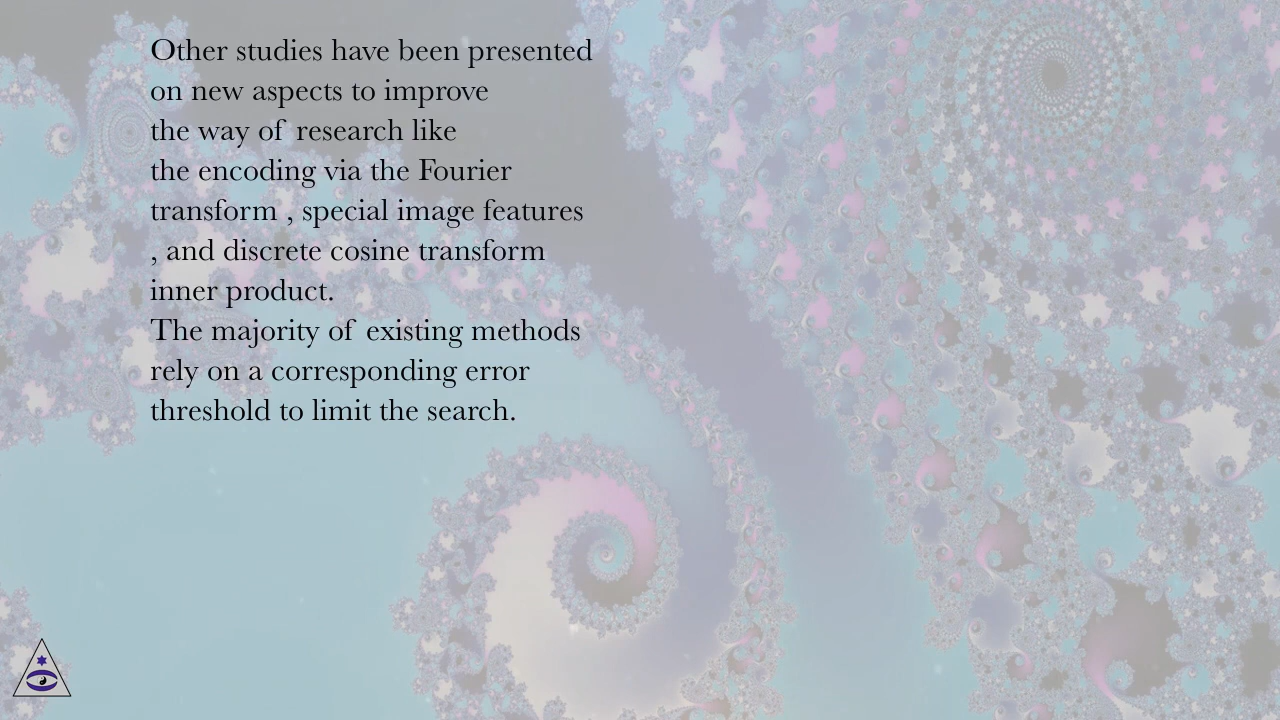 Other studies have been presented
on new aspects to improve
the way of research like
the encoding via the Fourier
transform , special image features
, and discrete cosine transform
inner product.
The majority of existing methods
rely on a corresponding error
threshold to limit the search.